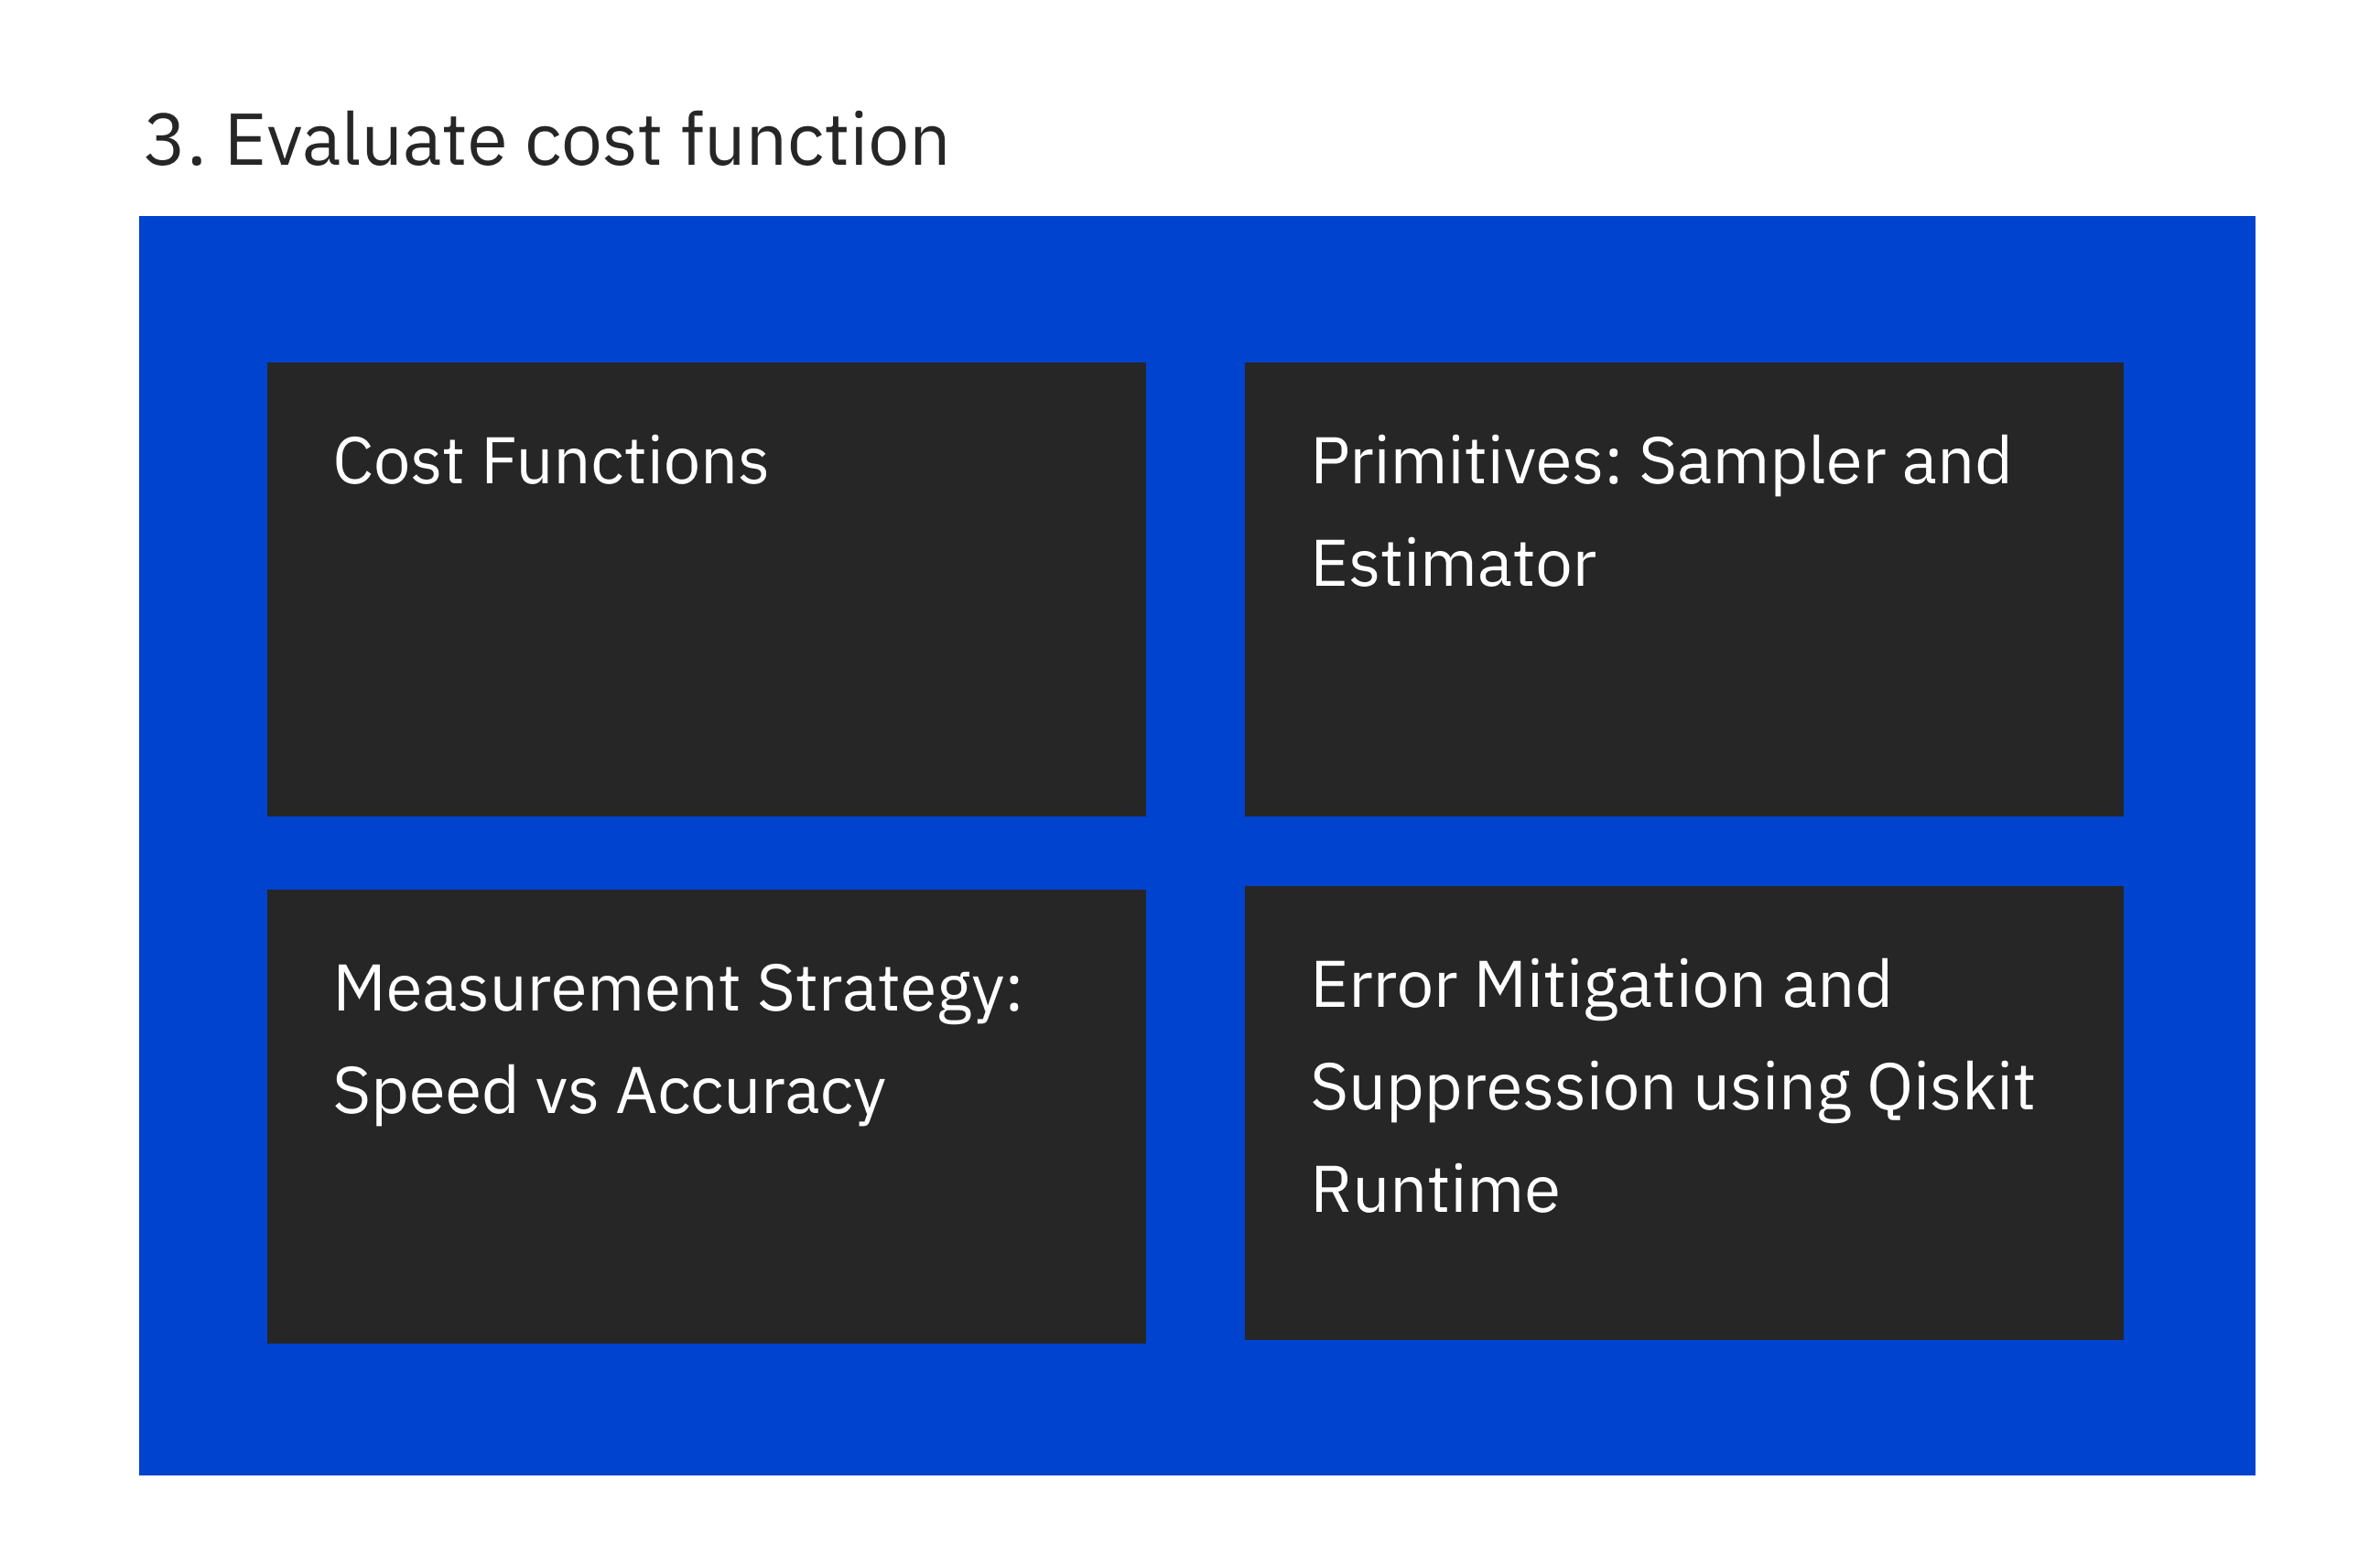 3. Evaluate cost function
Cost Functions
Primitives: Sampler and
Estimator
Measurement Strategy:
Speed vs Accuracy
Error Mitigation and
Suppression using Qiskit
Runtime